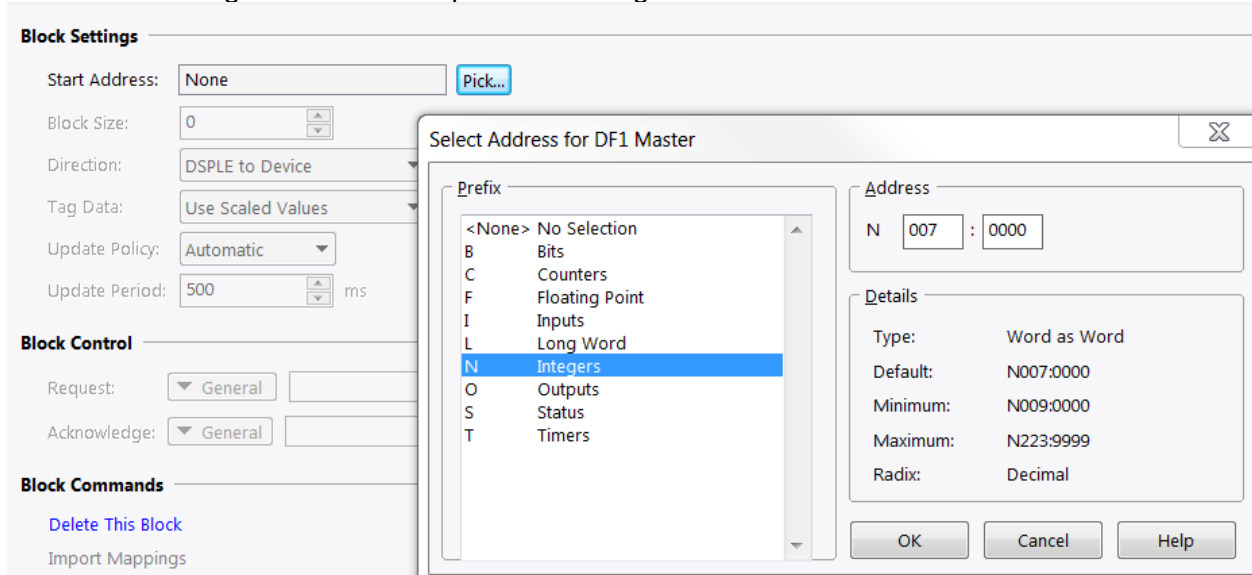 Block Settings
Start Address: None Pick...
Block Size: 0
Direction: DSPLE to Device
Tag Data: Use Scaled Values
Update Policy: Automatic
Update Period: 500 ms
Block Control
Request: General
Acknowledge: General
Block Commands
Delete This Block
Import Mappings
Select Address for DF1 Master
Prefix
<None> No Selection
B Bits
C Counters
F Floating Point
I Inputs
L Long Word
N Integers
O Outputs
S Status
T Timers
Address
N 007 : 0000
Details
Type: Word as Word
Default: N007:0000
Minimum: N009:0000
Maximum: N223:9999
Radix: Decimal
OK Cancel Help